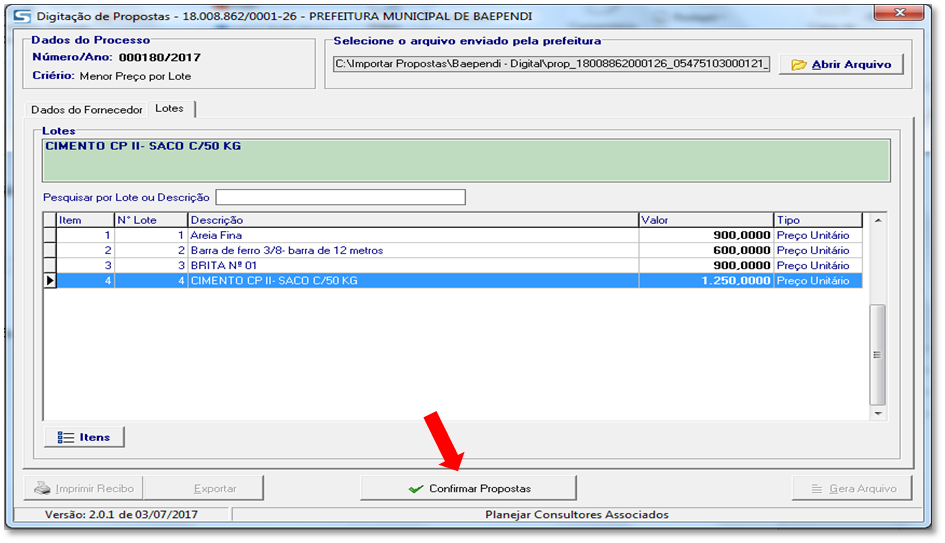 Digitação de Propostas - 18.008.862/0001-26 - PREFEITURA MUNICIPAL DE BAEPENDI
Dados do Processo
Número/Ano: 000180/2017
Criério: Menor Preço por Lote
Selecione o arquivo enviado pela prefeitura
C:\Importar Propostas\Baependi - Digital\prop_18008862000126_05475103000121_
Abrir Arquivo
Dados do Fornecedor Lotes
Lotes
CIMENTO CP II- SACO C/50 KG
Pesquisar por Lote ou Descrição
Item N° Lote Descrição Valor Tipo
1 1 Areia Fina 900,0000 Preço Unitário
2 2 Barra de ferro 3/8- barra de 12 metros 600,0000 Preço Unitário
3 3 BRITA Nº 01 900,0000 Preço Unitário
4 4 CIMENTO CP II- SACO C/50 KG 1.250,0000 Preço Unitário
Itens
Imprimir Recibo Exportar Confirmar Propostas Gera Arquivo
Versão: 2.0.1 de 03/07/2017 Planejar Consultores Associados